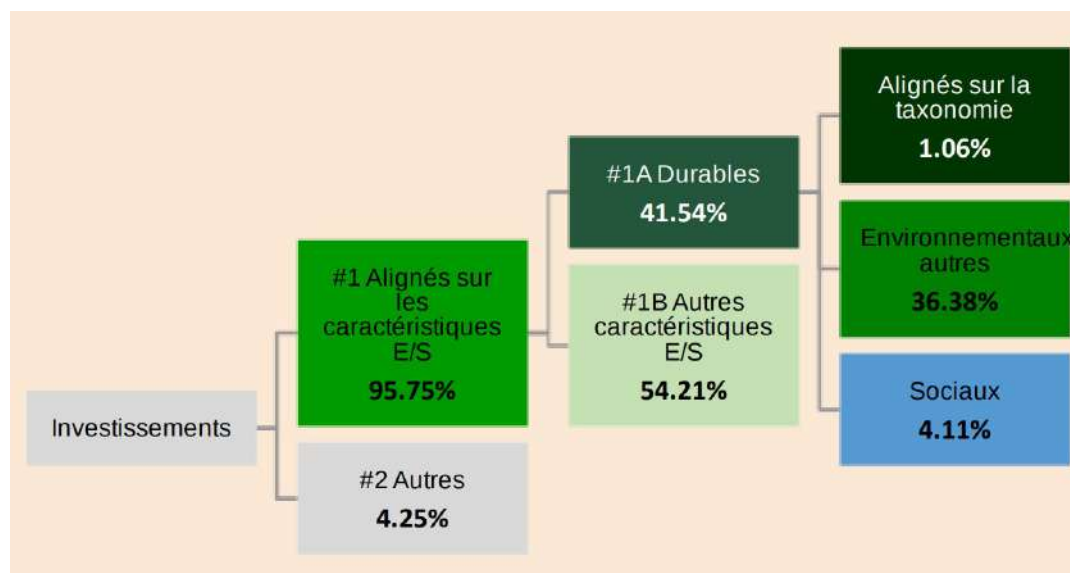 Investissements
#1 Alignés sur
les
caractéristiques
E/S
95.75%
#2 Autres
4.25%
#1A Durables
41.54%
#1B Autres
caractéristiques
E/S
54.21%
Alignés sur la
taxonomie
1.06%
Environnementaux
autres
36.38%
Sociaux
4.11%